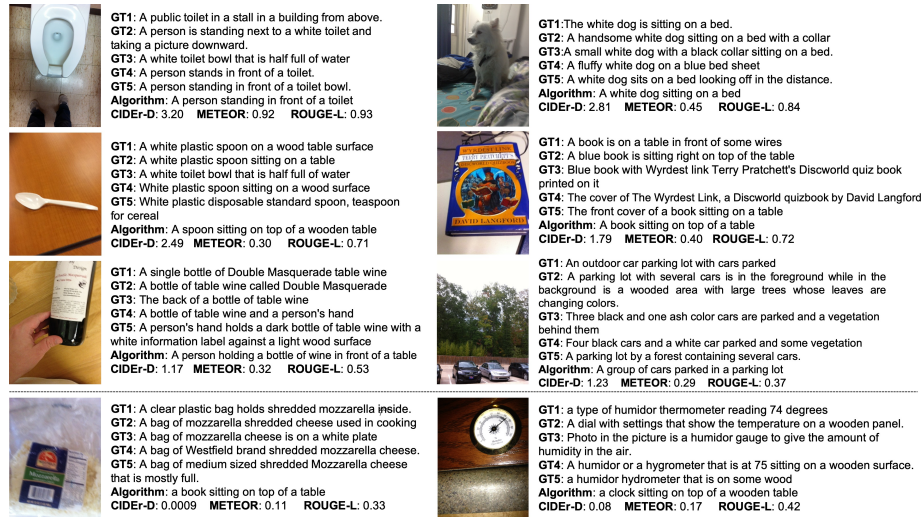 GT1: A public toilet in a stall in a building from above.
GT2: A person is standing next to a white toilet and
taking a picture downward.
GT3: A white toilet bowl that is half full of water
GT4: A person stands in front of a toilet.
GT5: A person standing in front of a toilet bowl.
Algorithm: A person standing in front of a toilet
CIDEr-D: 3.20 METEOR: 0.92 ROUGE-L: 0.93
GT1:The white dog is sitting on a bed.
GT2: A handsome white dog sitting on a bed with a collar
GT3:A small white dog with a black collar sitting on a bed.
GT4: A fluffy white dog on a blue bed sheet
GT5: A white dog sits on a bed looking off in the distance.
Algorithm: A white dog sitting on a bed
CIDEr-D: 2.81 METEOR: 0.45 ROUGE-L: 0.84
GT1: A white plastic spoon on a wood table surface
GT2: A white plastic spoon sitting on a table
GT3: A white toilet bowl that is half full of water
GT4: White plastic spoon sitting on a wood surface
GT5: White plastic disposable standard spoon, teaspoon
for cereal
Algorithm: A spoon sitting on top of a wooden table
CIDEr-D: 2.49 METEOR: 0.30 ROUGE-L: 0.71
WYRDEST LINK
TERRY PRATCHETT'S
DAVID LANGFORD
GT1: A book is on a table in front of some wires
GT2: A blue book is sitting right on top of the table
GT3: Blue book with Wyrdest link Terry Pratchett's Discworld quiz book
printed on it
GT4: The cover of The Wyrdest Link, a Discworld quizbook by David Langford
GT5: The front cover of a book sitting on a table
Algorithm: A book sitting on top of a table
CIDEr-D: 1.79 METEOR: 0.40 ROUGE-L: 0.72
GT1: A single bottle of Double Masquerade table wine
GT2: A bottle of table wine called Double Masquerade
GT3: The back of a bottle of table wine
GT4: A bottle of table wine and a person's hand
GT5: A person's hand holds a dark bottle of table wine with a
white information label against a light wood surface
Algorithm: A person holding a bottle of wine in front of a table
CIDEr-D: 1.17 METEOR: 0.32 ROUGE-L: 0.53
GT1: An outdoor car parking lot with cars parked
GT2: A parking lot with several cars is in the foreground while in the
background is a wooded area with large trees whose leaves are
changing colors.
GT3: Three black and one ash color cars are parked and a vegetation
behind them
GT4: Four black cars and a white car parked and some vegetation
GT5: A parking lot by a forest containing several cars.
Algorithm: A group of cars parked in a parking lot
CIDEr-D: 1.23 METEOR: 0.29 ROUGE-L: 0.37
Mozzarella
GT1: A clear plastic bag holds shredded mozzarella inside.
GT2: A bag of mozzarella shredded cheese used in cooking
GT3: A bag of mozzarella cheese is on a white plate
GT4: A bag of Westfield brand shredded mozzarella cheese.
GT5: A bag of medium sized shredded Mozzarella cheese
that is mostly full.
Algorithm: a book sitting on top of a table
CIDEr-D: 0.0009 METEOR: 0.11 ROUGE-L: 0.33
GT1: a type of humidor thermometer reading 74 degrees
GT2: A dial with settings that show the temperature on a wooden panel.
GT3: Photo in the picture is a humidor gauge to give the amount of
humidity in the air.
GT4: A humidor or a hygrometer that is at 75 sitting on a wooden surface.
GT5: a humidor hydrometer that is on some wood
Algorithm: a clock sitting on top of a wooden table
CIDEr-D: 0.08 METEOR: 0.17 ROUGE-L: 0.42